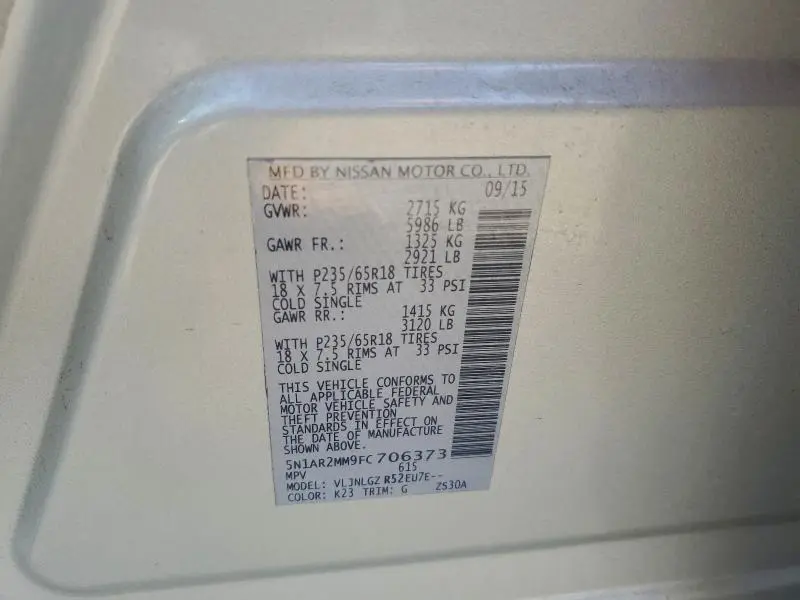 MFD BY NISSAN MOTOR CO., LTD.
DATE: 09/15
GVWR: 2715 KG
5986 LB
GAWR FR.: 1325 KG
2921 LB
WITH P235/65R18 TIRES
18 X 7.5 RIMS AT 33 PSI
COLD SINGLE
GAWR RR.: 1415 KG
3120 LB
WITH P235/65R18 TIRES
18 X 7.5 RIMS AT 33 PSI
COLD SINGLE
THIS VEHICLE CONFORMS TO
ALL APPLICABLE FEDERAL
MOTOR VEHICLE SAFETY AND
THEFT PREVENTION
STANDARDS IN EFFECT ON
THE DATE OF MANUFACTURE
SHOWN ABOVE.
5N1AR2MM9FC706373
MPV 615
MODEL: VLJNLGZ R52EU7E--
COLOR: K23 TRIM: G ZS30A